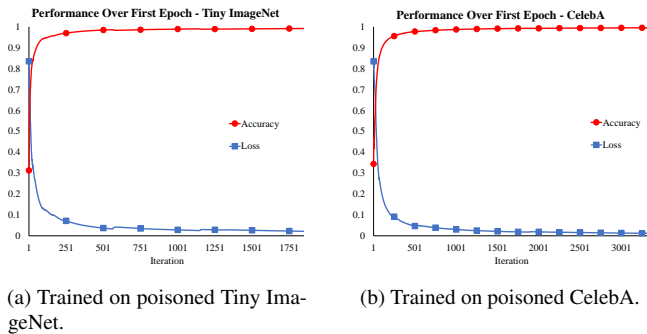 Performance Over First Epoch - Tiny ImageNet
1
0.9
0.8
0.7
0.6
0.5
0.4
0.3
0.2
0.1
0
Accuracy
Loss
1 251 501 751 1001 1251 1501 1751
Iteration
(a) Trained on poisoned Tiny Ima-
geNet.
Performance Over First Epoch - CelebA
1
0.9
0.8
0.7
0.6
0.5
0.4
0.3
0.2
0.1
0
Accuracy
Loss
1 501 1001 1501 2001 2501 3001
Iteration
(b) Trained on poisoned CelebA.